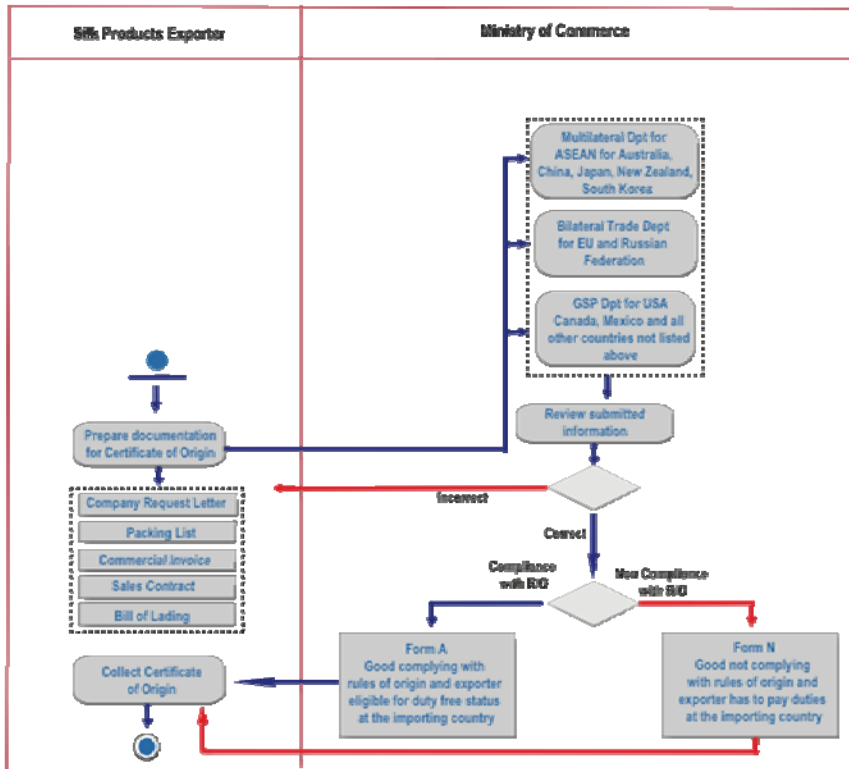 Silk Products Exporter
Ministry of Commerce
Multilateral Dpt for
ASEAN for Australia,
China, Japan, New Zealand,
South Korea
Bilateral Trade Dept
for EU and Russian
Federation
GSP Dpt for USA
Canada, Mexico and all
other countries not listed
above
Prepare documentation
for Certificate of Origin
Review submitted
information
Company Request Letter
Packing List
Commercial Invoice
Sales Contract
Bill of Lading
Incorrect
Correct
Compliance
with R/O
Non Compliance
with R/O
Form A
Good complying with
rules of origin and exporter
eligible for duty free status
at the importing country
Form N
Good not complying
with rules of origin and
exporter has to pay duties
at the importing country
Collect Certificate
of Origin